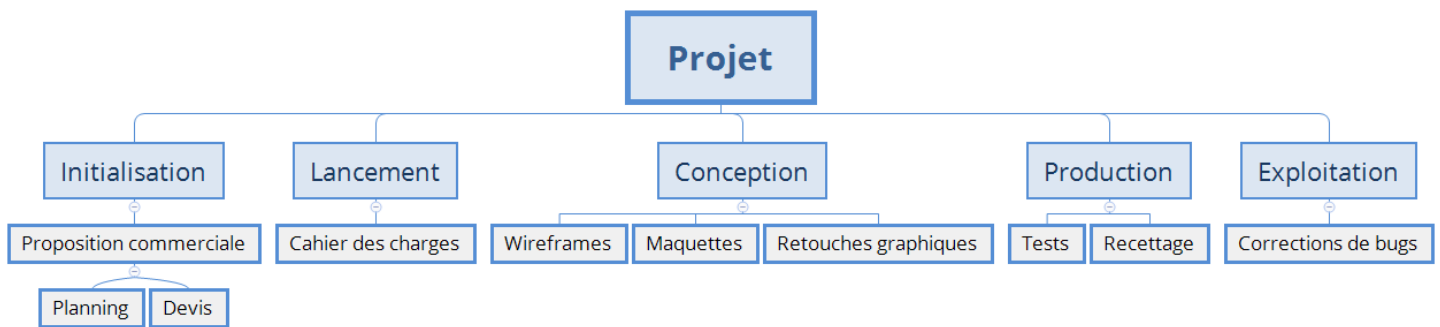 Projet
Initialisation
Lancement
Conception
Production
Exploitation
Proposition commerciale
Cahier des charges
Wireframes
Maquettes
Retouches graphiques
Tests
Recettage
Corrections de bugs
Planning
Devis